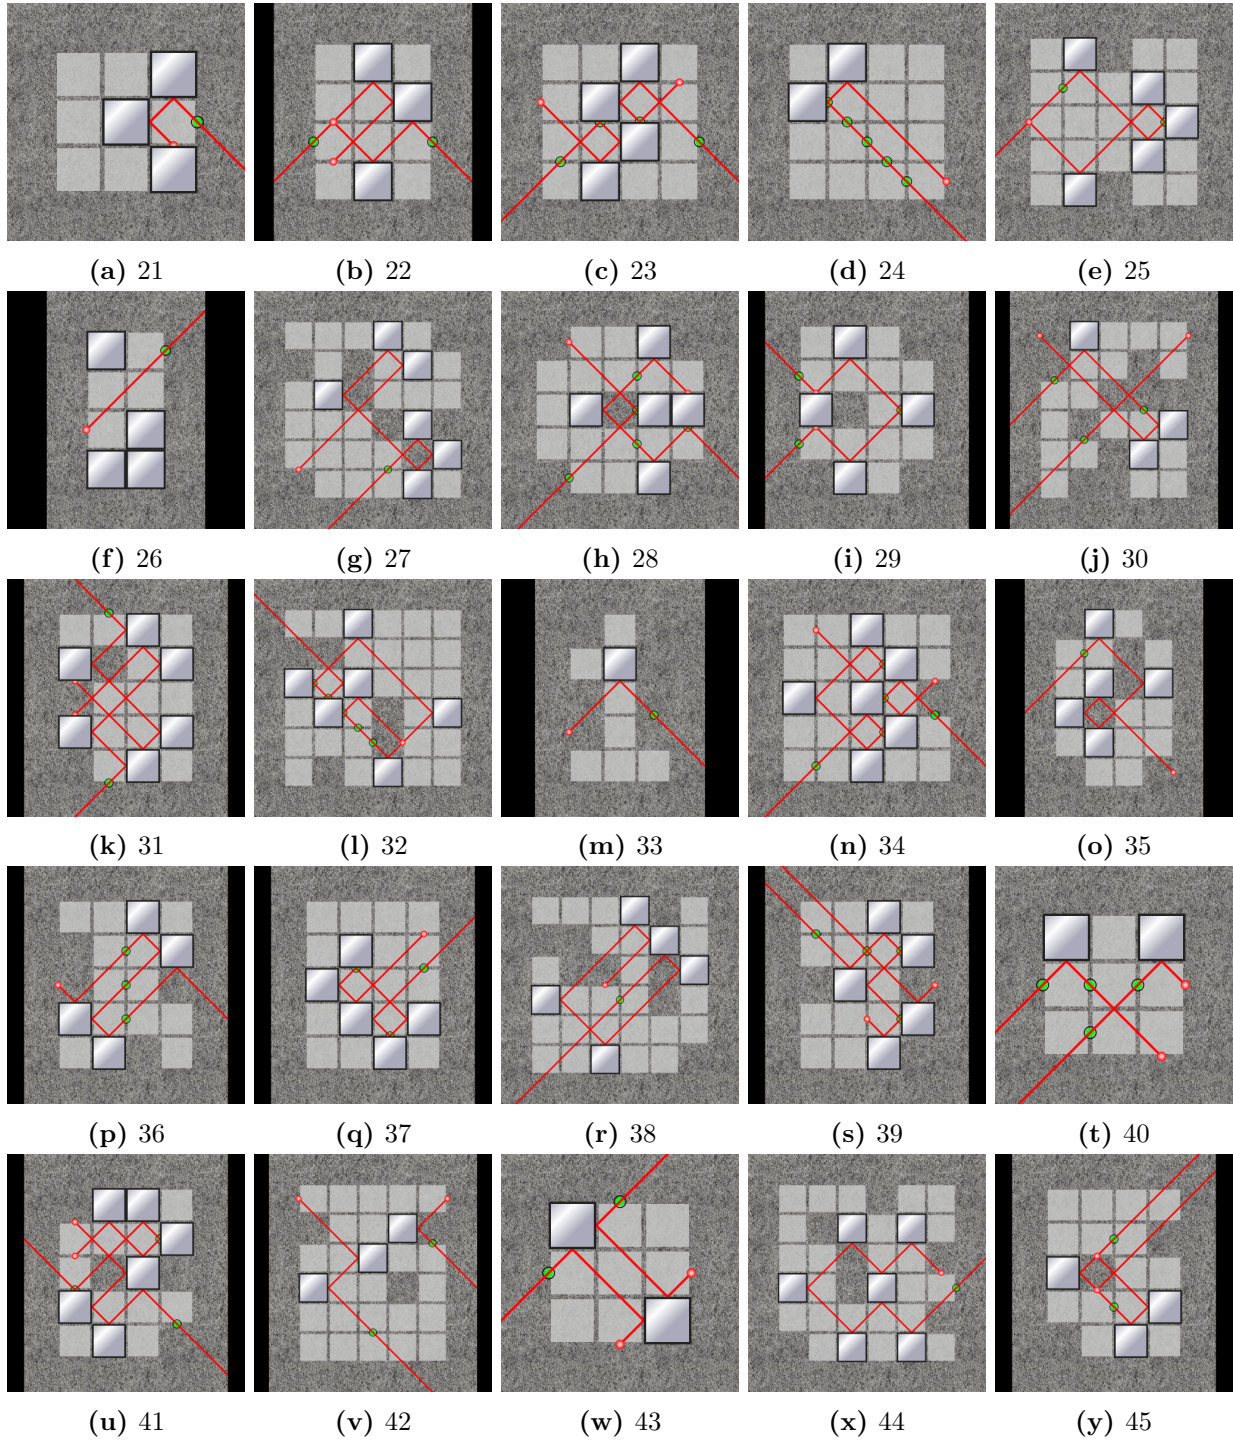 (a) 21 (b) 22 (c) 23 (d) 24 (e) 25
(f) 26 (g) 27 (h) 28 (i) 29 (j) 30
(k) 31 (l) 32 (m) 33 (n) 34 (o) 35
(p) 36 (q) 37 (r) 38 (s) 39 (t) 40
(u) 41 (v) 42 (w) 43 (x) 44 (y) 45